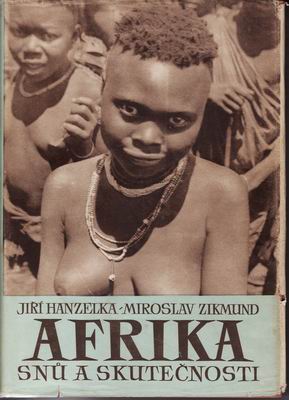 JIŘÍ HANZELKA - MIROSLAV ZIKMUND
AFRIKA
SNŮ A SKUTEČNOSTI